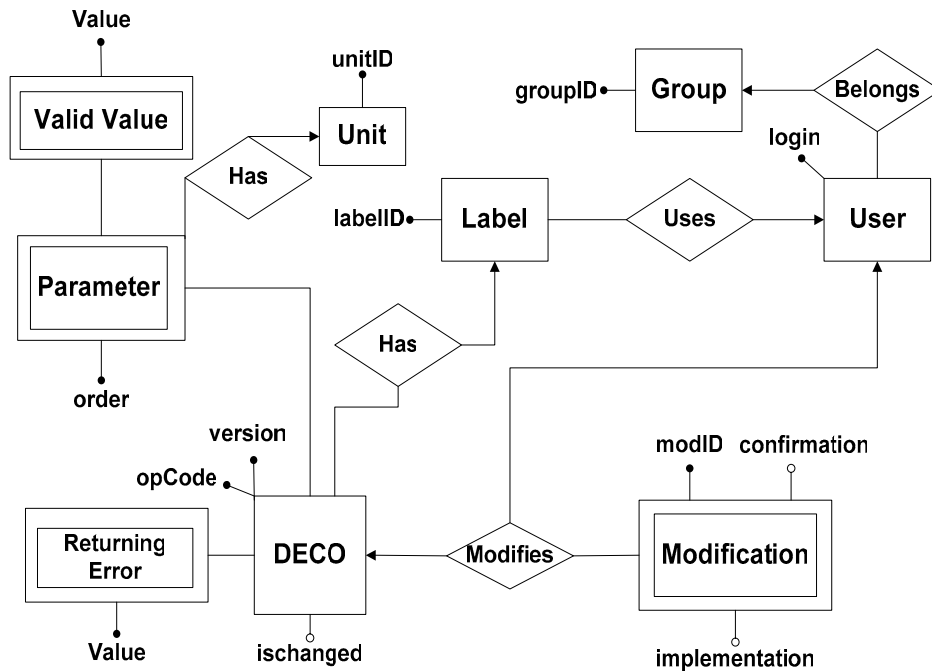 Value
unitID
Valid Value
Unit
Group
groupID
Belongs
login
Has
labelID
Label
Uses
User
Parameter
Has
order
version
opCode
modID
confirmation
Returning
Error
DECO
Modifies
Modification
Value
ischanged
implementation